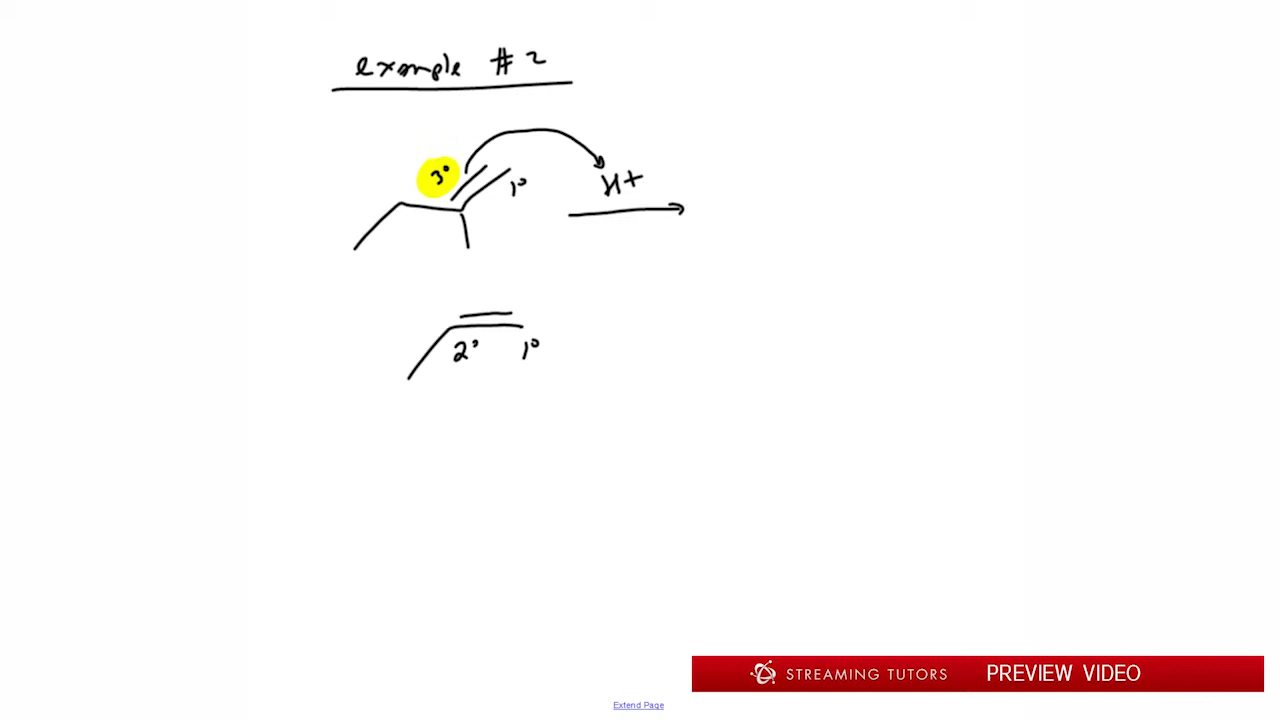 example #2
3°
1°
H+
2° 1°
STREAMING TUTORS PREVIEW VIDEO
Extend Page